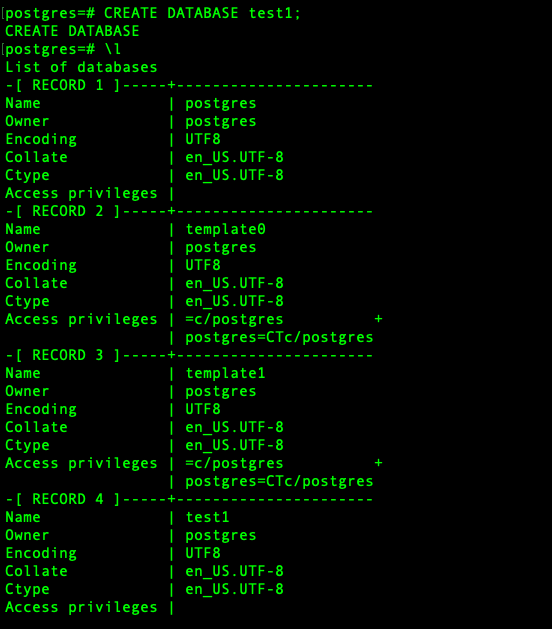 postgres=# CREATE DATABASE test1;
CREATE DATABASE
postgres=# \l
List of databases
-[ RECORD 1 ]-----+----------------------
Name              | postgres
Owner             | postgres
Encoding          | UTF8
Collate           | en_US.UTF-8
Ctype             | en_US.UTF-8
Access privileges |
-[ RECORD 2 ]-----+----------------------
Name              | template0
Owner             | postgres
Encoding          | UTF8
Collate           | en_US.UTF-8
Ctype             | en_US.UTF-8
Access privileges | =c/postgres          +
                  | postgres=CTc/postgres
-[ RECORD 3 ]-----+----------------------
Name              | template1
Owner             | postgres
Encoding          | UTF8
Collate           | en_US.UTF-8
Ctype             | en_US.UTF-8
Access privileges | =c/postgres          +
                  | postgres=CTc/postgres
-[ RECORD 4 ]-----+----------------------
Name              | test1
Owner             | postgres
Encoding          | UTF8
Collate           | en_US.UTF-8
Ctype             | en_US.UTF-8
Access privileges |